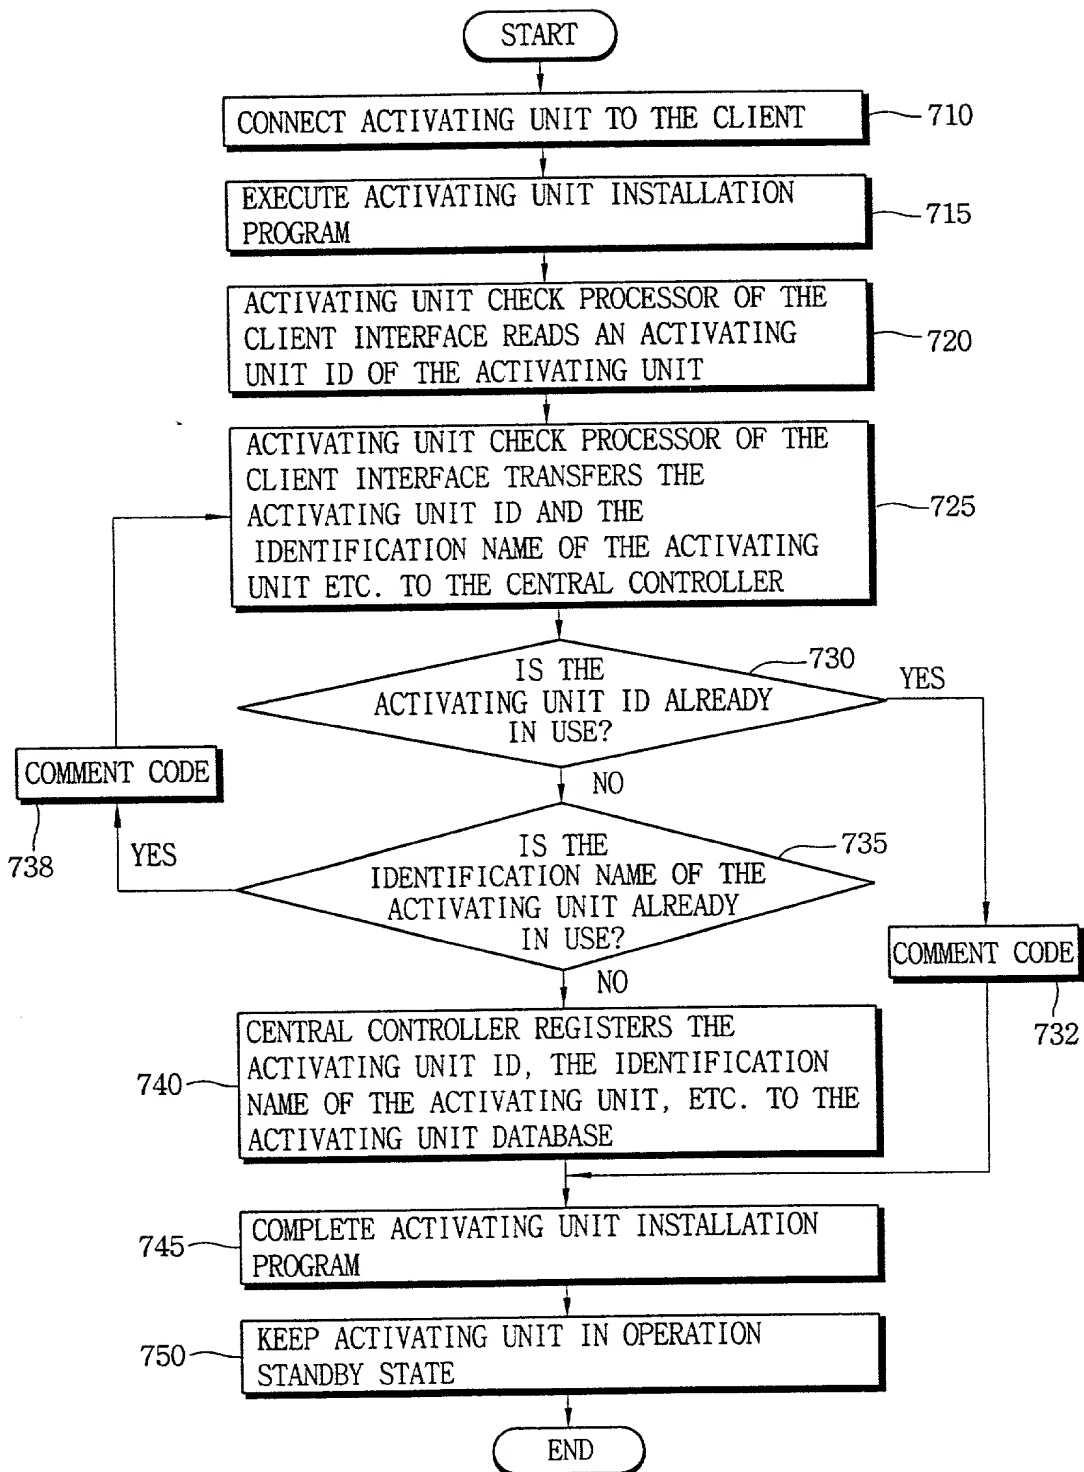 START
CONNECT ACTIVATING UNIT TO THE CLIENT
710
EXECUTE ACTIVATING UNIT INSTALLATION
PROGRAM
715
ACTIVATING UNIT CHECK PROCESSOR OF THE
CLIENT INTERFACE READS AN ACTIVATING
UNIT ID OF THE ACTIVATING UNIT
720
ACTIVATING UNIT CHECK PROCESSOR OF THE
CLIENT INTERFACE TRANSFERS THE
ACTIVATING UNIT ID AND THE
IDENTIFICATION NAME OF THE ACTIVATING
UNIT ETC. TO THE CENTRAL CONTROLLER
725
IS THE
ACTIVATING UNIT ID ALREADY
IN USE?
730
YES
NO
COMMENT CODE
738
YES
IS THE
IDENTIFICATION NAME OF THE
ACTIVATING UNIT ALREADY
IN USE?
735
NO
COMMENT CODE
732
CENTRAL CONTROLLER REGISTERS THE
ACTIVATING UNIT ID, THE IDENTIFICATION
NAME OF THE ACTIVATING UNIT, ETC. TO THE
ACTIVATING UNIT DATABASE
740
COMPLETE ACTIVATING UNIT INSTALLATION
PROGRAM
745
KEEP ACTIVATING UNIT IN OPERATION
STANDBY STATE
750
END